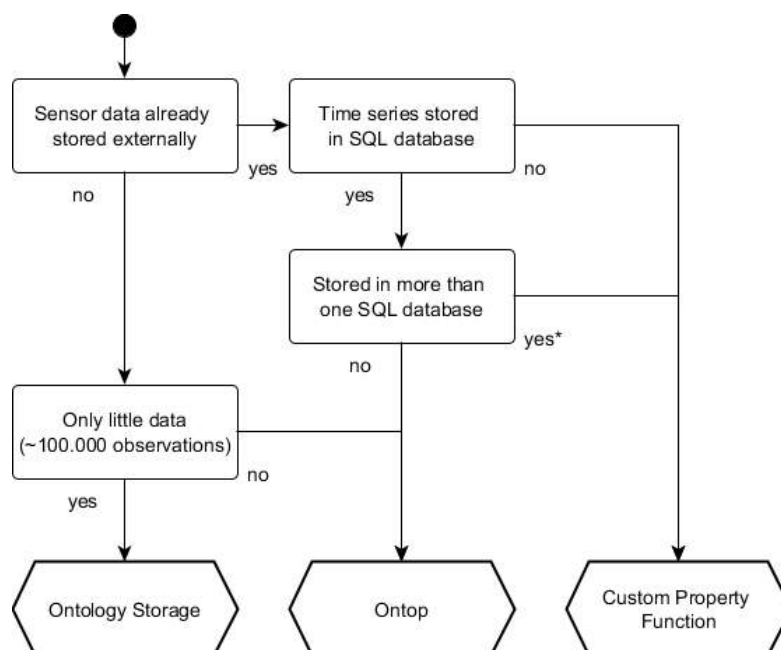 Sensor data already
stored externally
Time series stored
in SQL database
yes
no
no
yes
Stored in more than
one SQL database
yes*
no
Only little data
(~100.000 observations)
no
yes
Ontology Storage
Ontop
Custom Property
Function